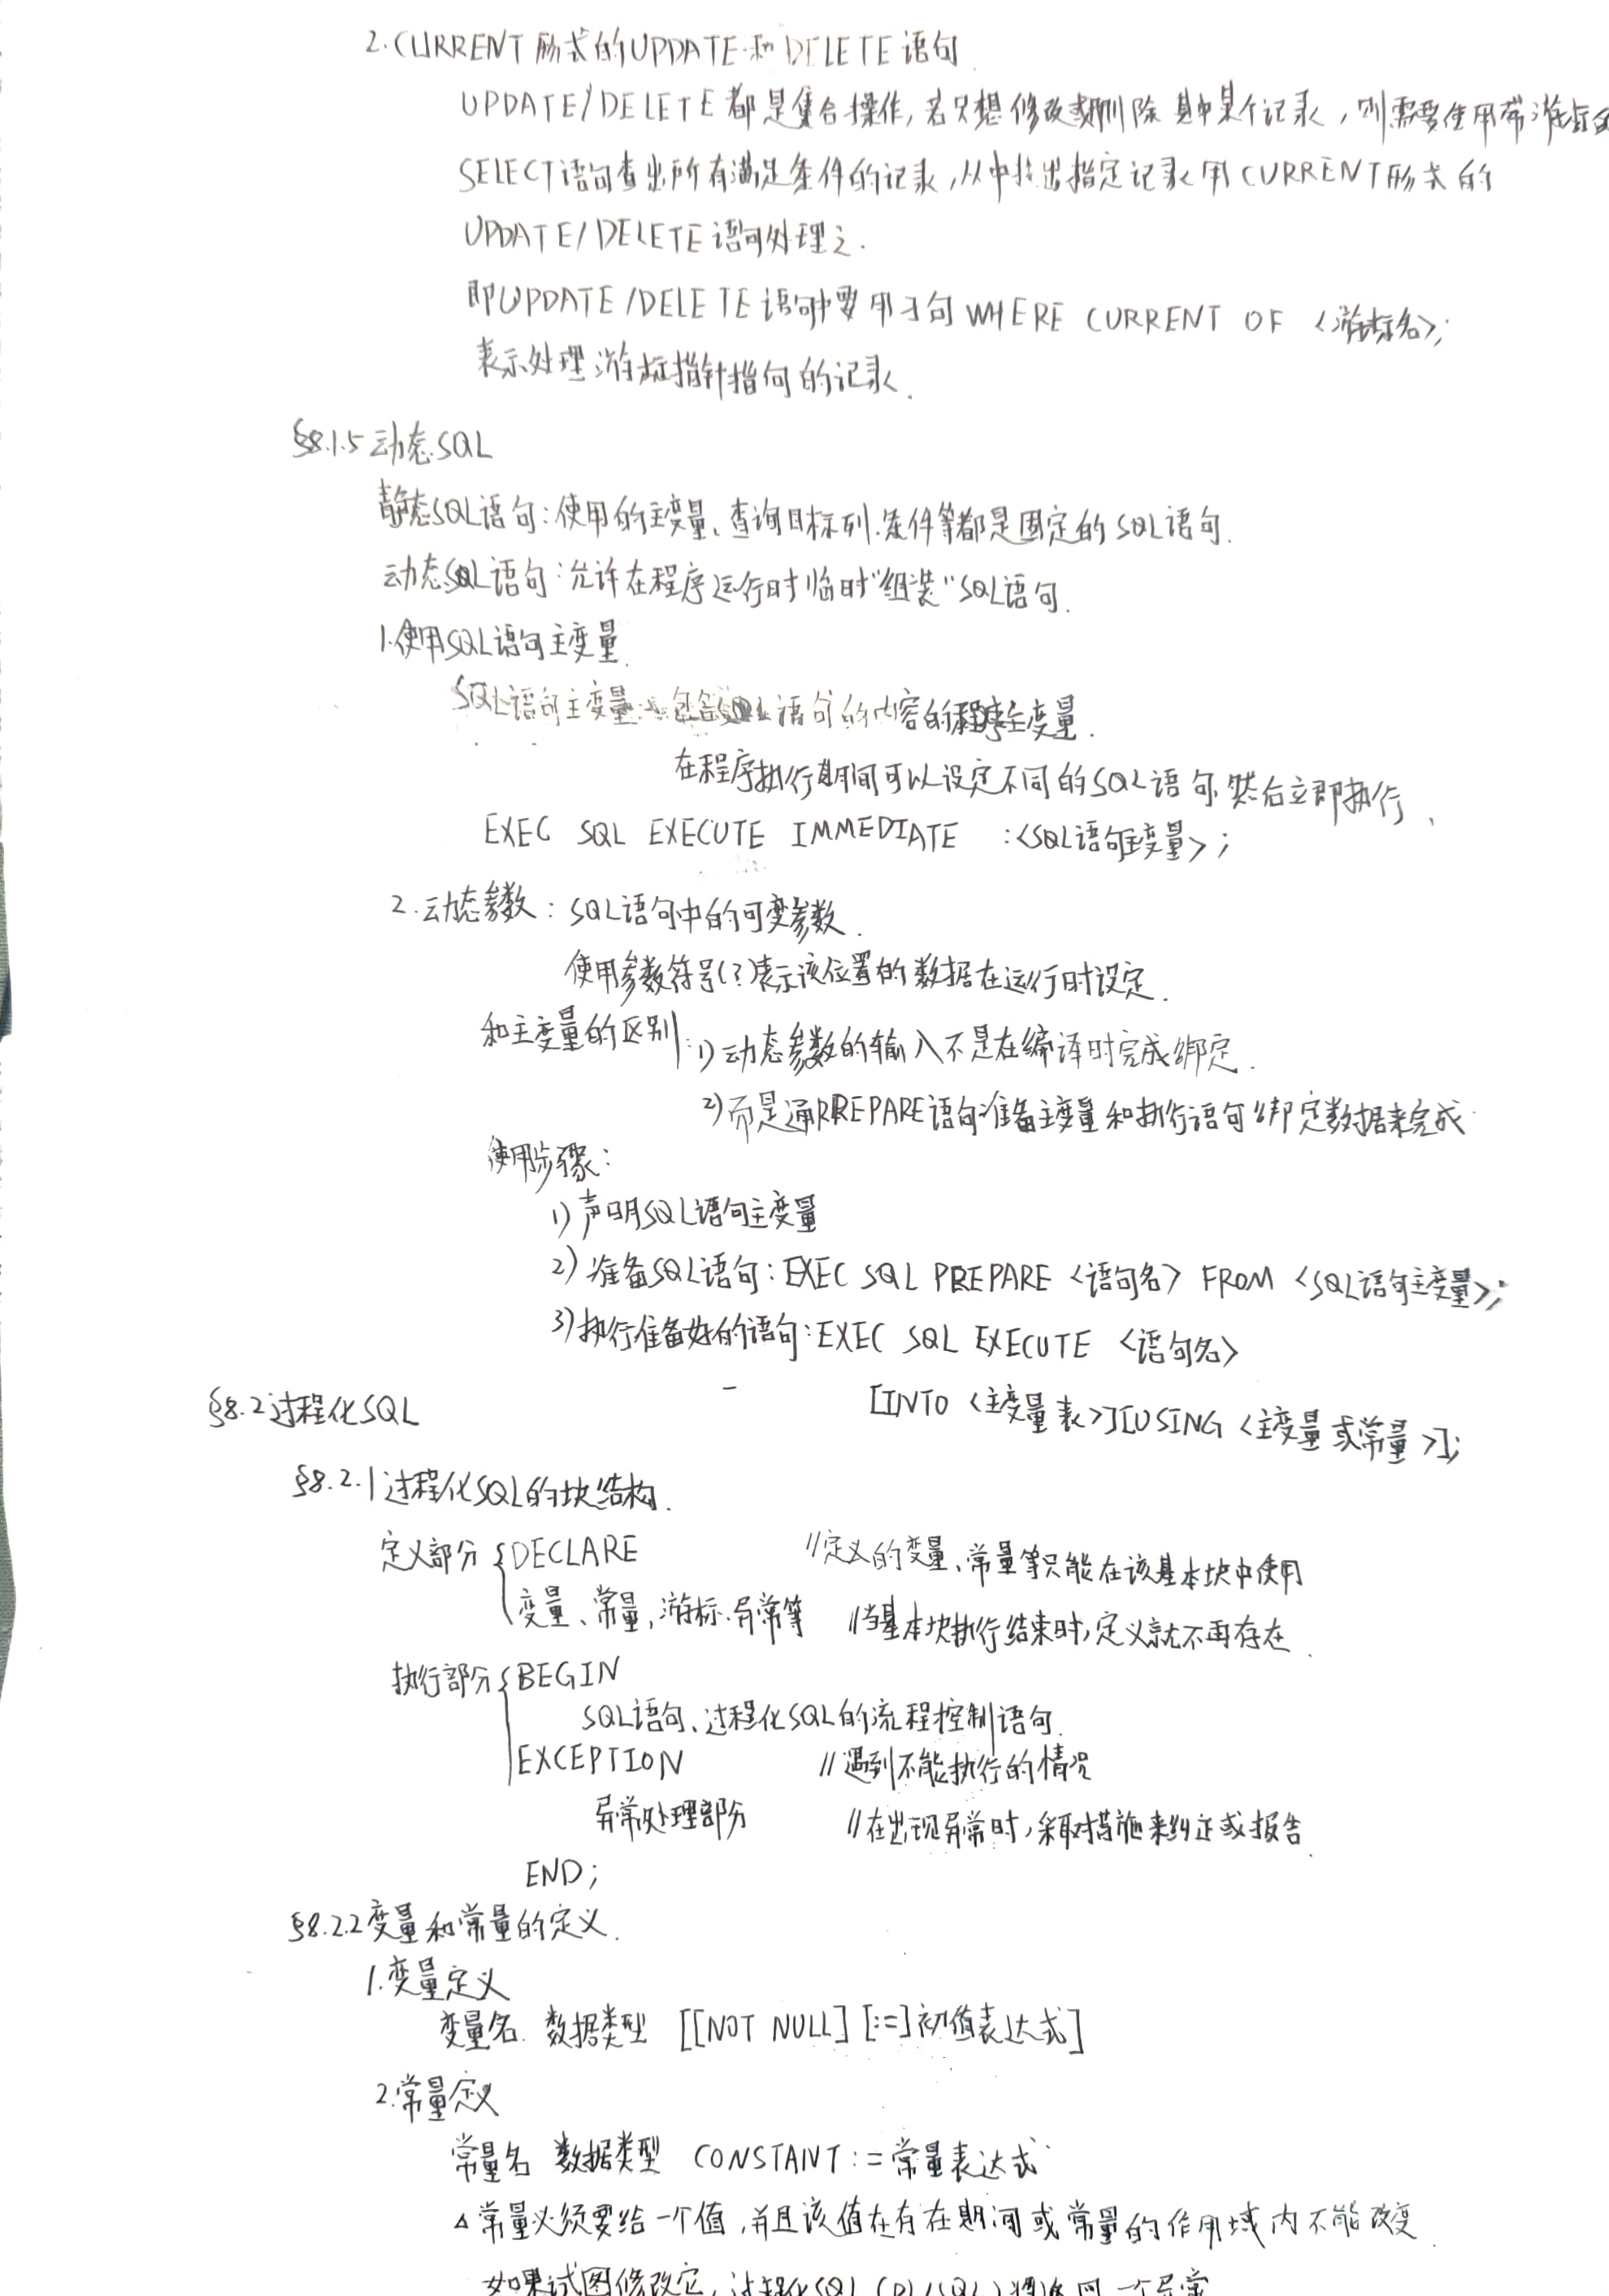 2.CURRENT形式的UPDATE和DELETE语句
UPDATE/DELETE都是集合操作,若只想修改或删除其中某个记录,则需要使用带游标的
SELECT语句查出所有满足条件的记录,从中找出指定记录用CURRENT形式的
UPDATE/DELETE语句处理之.
即UPDATE/DELETE语句中要用子句WHERE CURRENT OF <游标名>;
表示处理游标指针指向的记录.
§8.1.5动态SQL
静态SQL语句:使用的主变量、查询目标列、条件等都是固定的SQL语句.
动态SQL语句:允许在程序运行时临时“组装”SQL语句.
1.使用SQL语句主变量.
SQL语句主变量:包含SQL语句的内容的程序主变量.
在程序执行期间可以设定不同的SQL语句,然后立即执行.
EXEC SQL EXECUTE IMMEDIATE :<SQL语句主变量>;
2.动态参数:SQL语句中的可变参数.
使用参数符号(?)表示该位置的数据在运行时设定.
和主变量的区别:1)动态参数的输入不是在编译时完成绑定.
2)而是通PREPARE语句准备主变量和执行语句绑定数据来完成.
使用步骤:
1)声明SQL语句主变量
2)准备SQL语句:EXEC SQL PREPARE <语句名> FROM <SQL语句主变量>;
3)执行准备好的语句:EXEC SQL EXECUTE <语句名>
[INTO <主变量表>][USING <主变量或常量>];
§8.2过程化SQL
§8.2.1过程化SQL的块结构.
定义部分{DECLARE //定义的变量、常量等只能在该基本块中使用
变量、常量,游标、异常等 //当基本块执行结束时,定义就不再存在.
执行部分{BEGIN
SQL语句、过程化SQL的流程控制语句.
EXCEPTION //遇到不能执行的情况
异常处理部分 //在出现异常时,采取措施来纠正或报告.
END;
§8.2.2变量和常量的定义.
1.变量定义
变量名 数据类型 [[NOT NULL][:=]初值表达式]
2.常量定义
常量名 数据类型 CONSTANT:=常量表达式
△常量必须要给一个值,并且该值在存在期间或常量的作用域内不能改变.
如果试图修改它,过程化SQL(PL/SQL)将返回一个异常